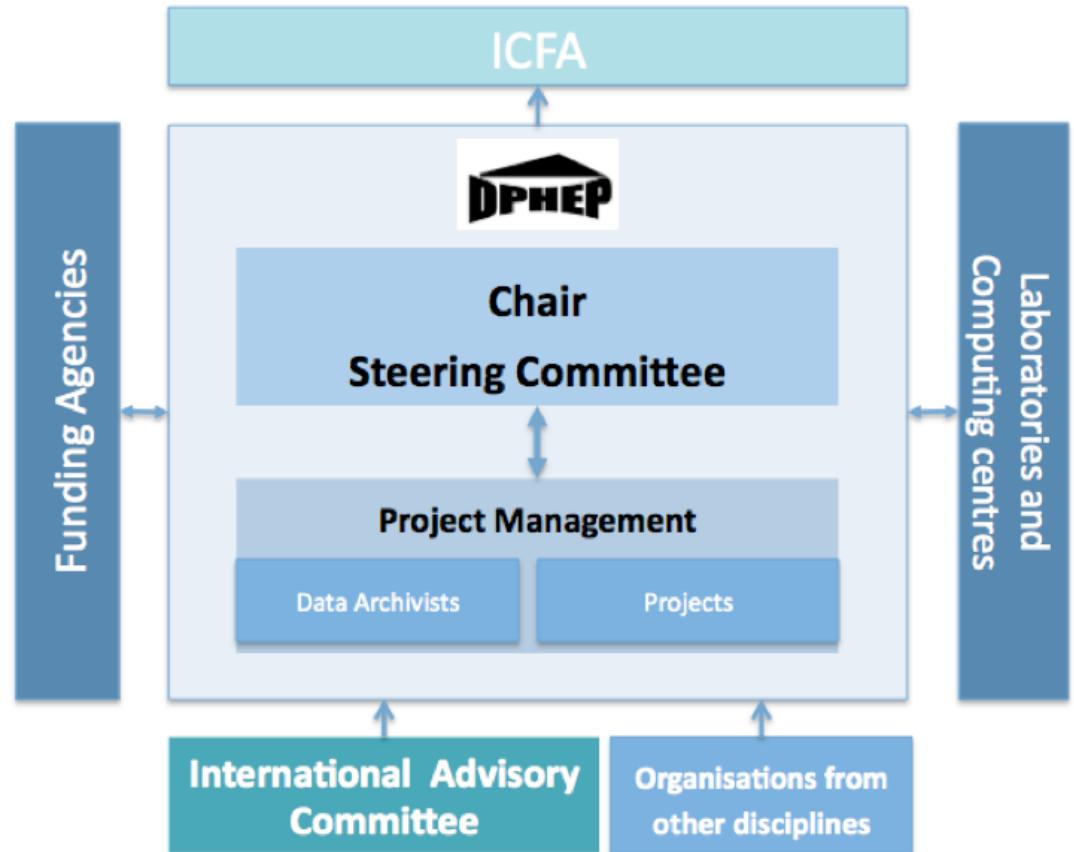 ICFA
DPHEP
Chair
Steering Committee
Project Management
Data Archivists
Projects
Funding Agencies
Laboratories and
Computing centres
International Advisory
Committee
Organisations from
other disciplines